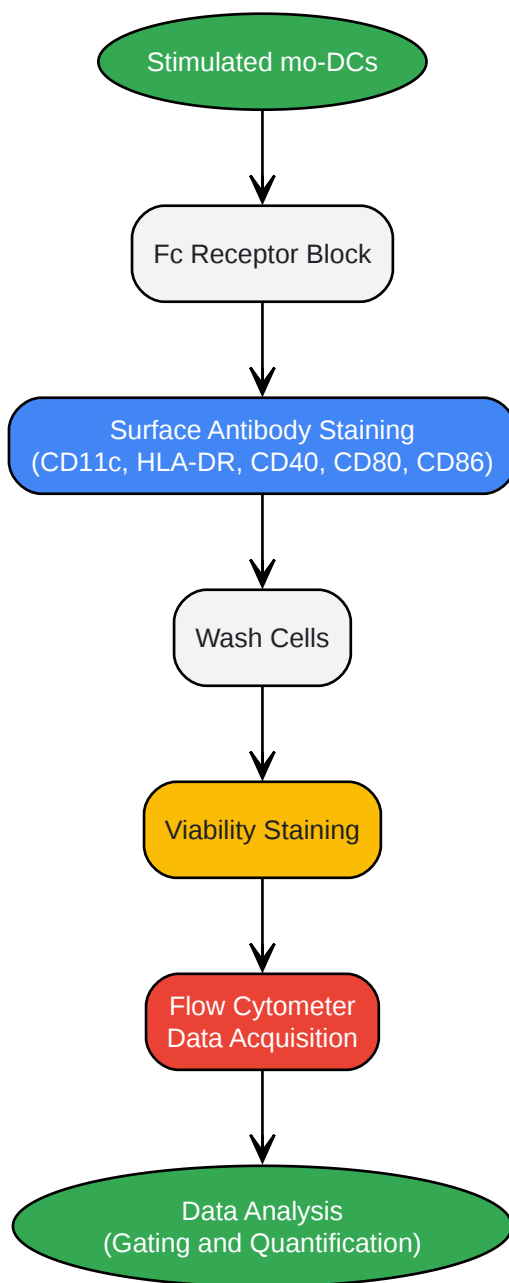 Stimulated mo-DCs
Fc Receptor Block
Surface Antibody Staining
(CD11c, HLA-DR, CD40, CD80, CD86)
Wash Cells
Viability Staining
Flow Cytometer
Data Acquisition
Data Analysis
(Gating and Quantification)